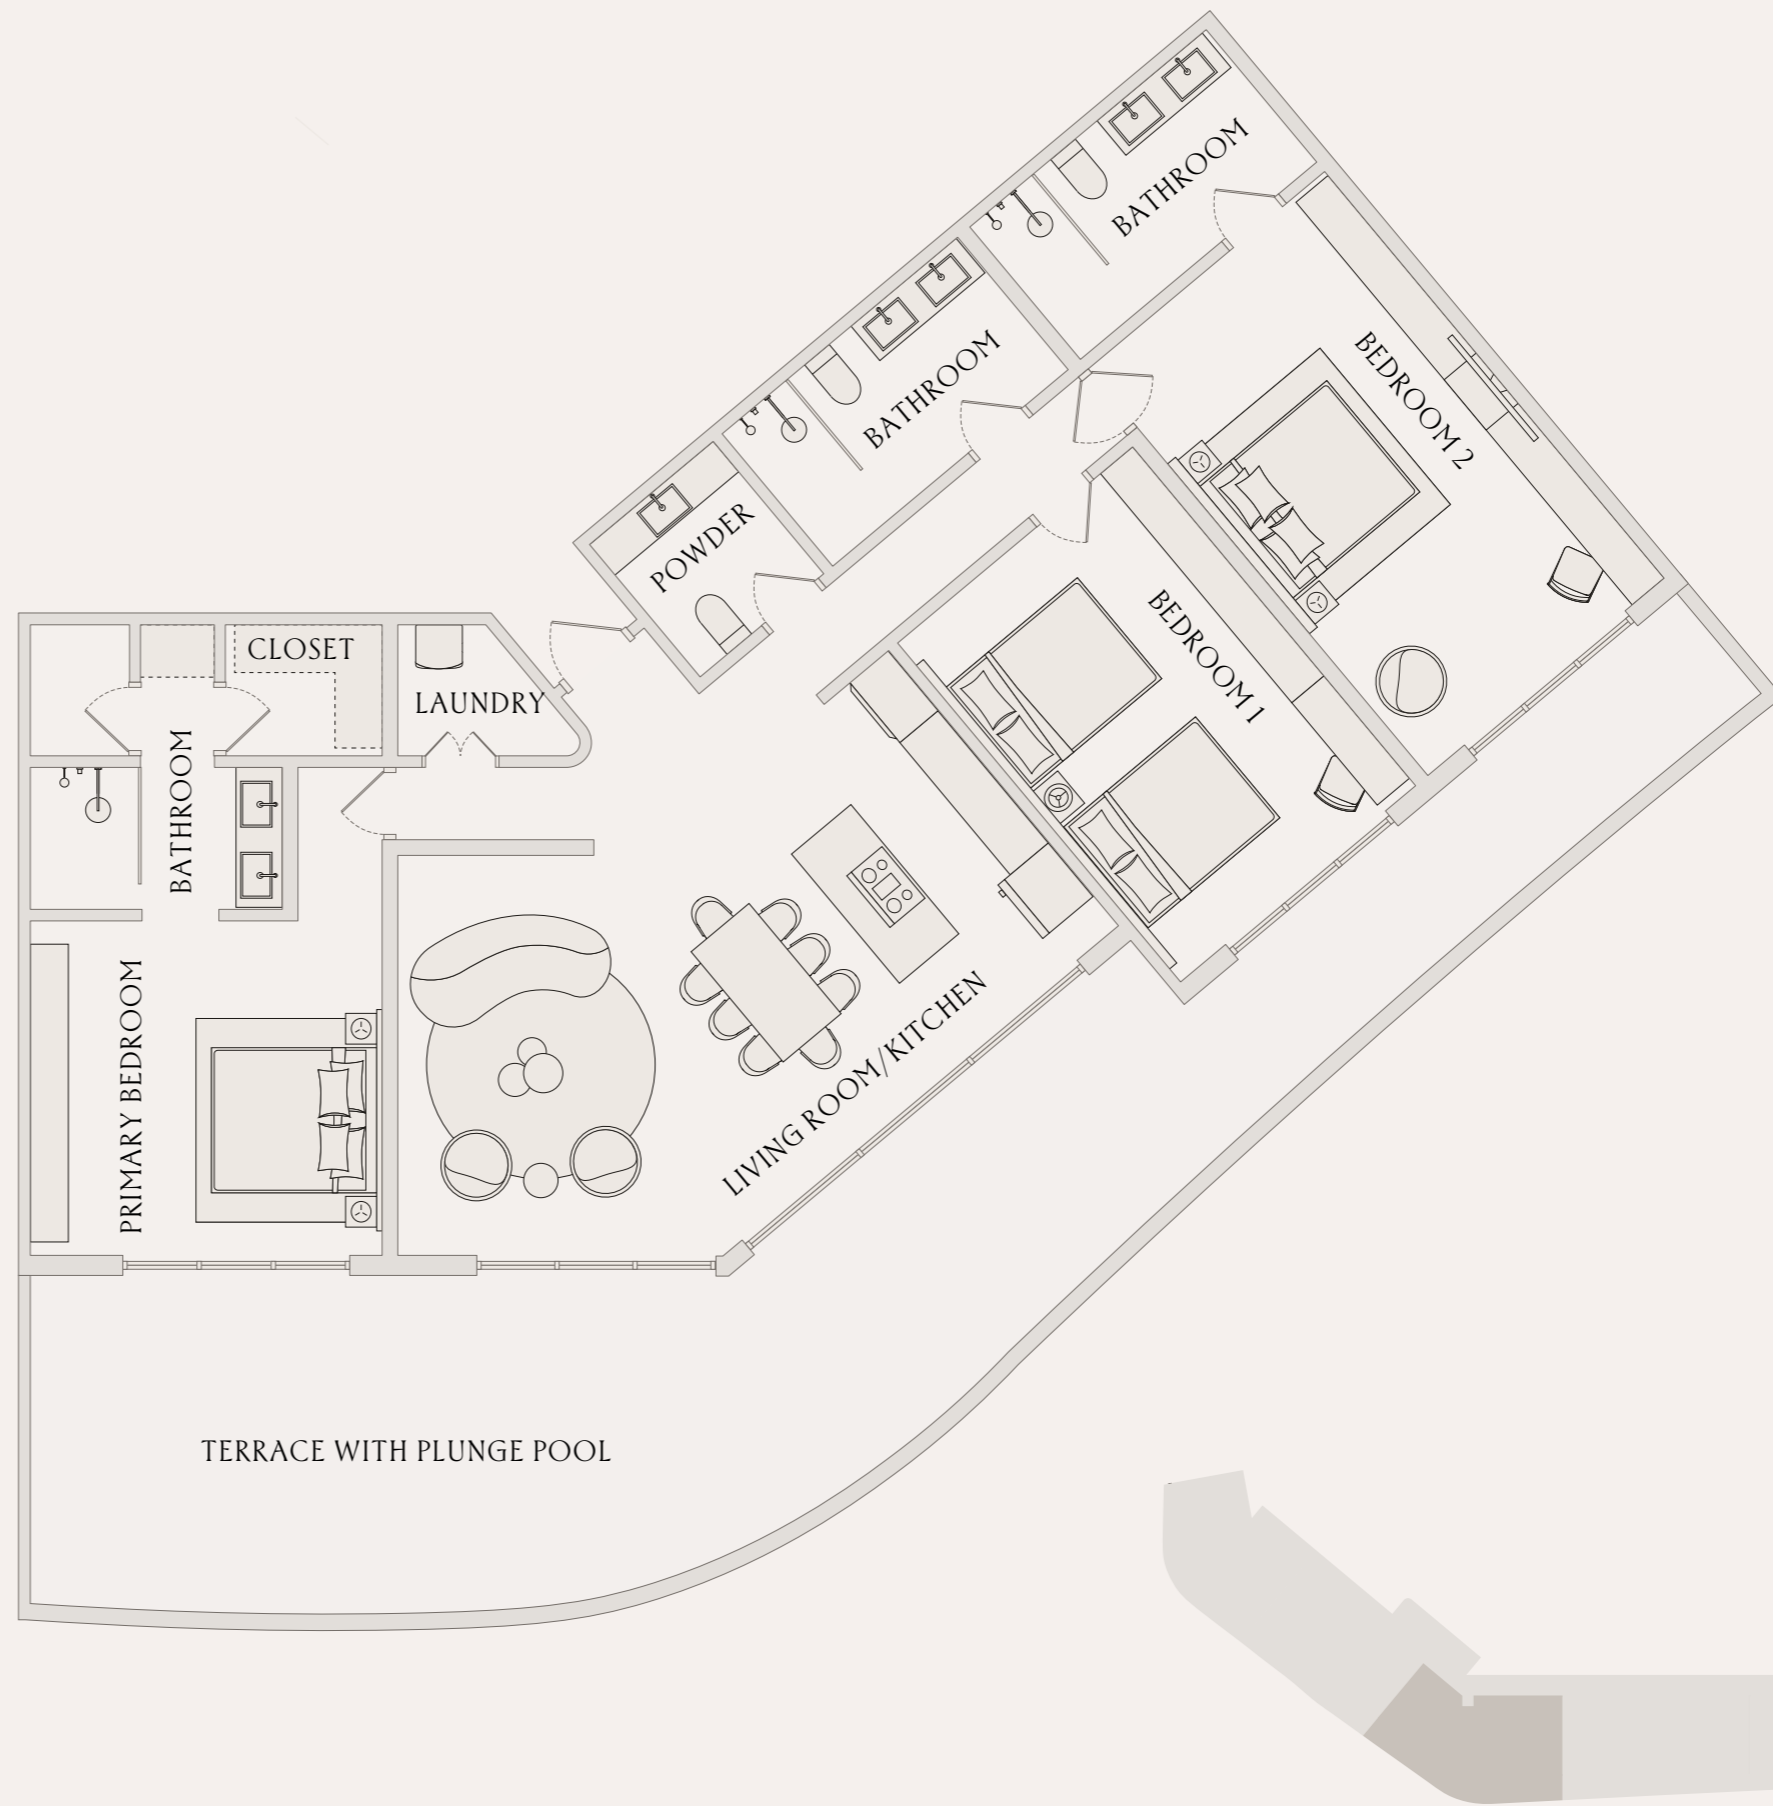 BATHROOM
BEDROOM 2
BATHROOM
POWDER
BEDROOM 1
CLOSET
LAUNDRY
BATHROOM
PRIMARY BEDROOM
LIVING ROOM/KITCHEN
TERRACE WITH PLUNGE POOL